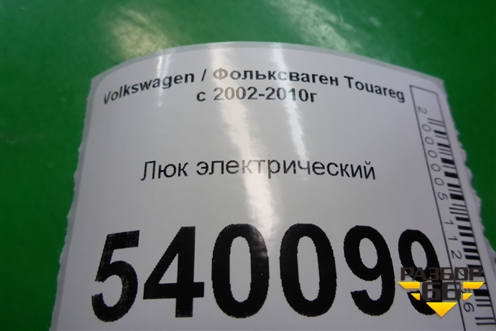 Volkswagen / Фольксваген Touareg
с 2002-2010г
Люк электрический
540099
РАЗБОР
66